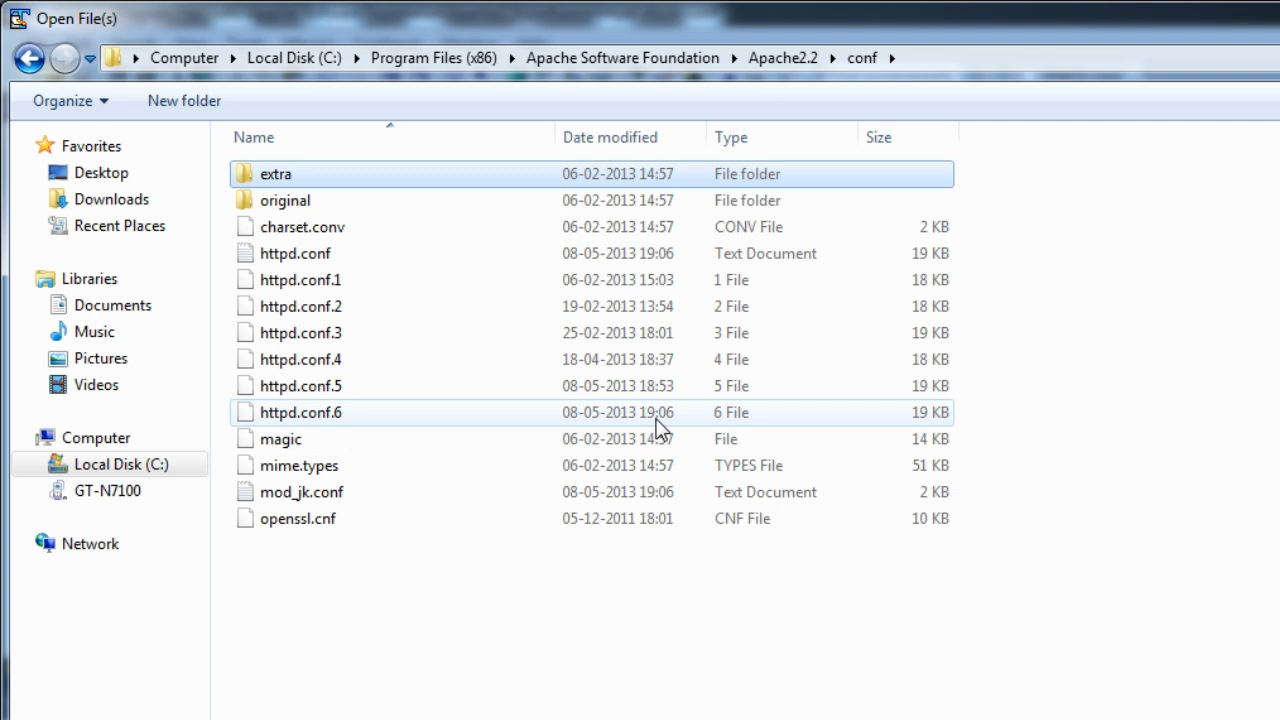 Open File(s)
Computer Local Disk (C:) Program Files (x86) Apache Software Foundation Apache2.2 conf
Organize New folder
Name Date modified Type Size
Favorites
Desktop
Downloads
Recent Places
Libraries
Documents
Music
Pictures
Videos
Computer
Local Disk (C:)
GT-N7100
Network
extra 06-02-2013 14:57 File folder
original 06-02-2013 14:57 File folder
charset.conv 06-02-2013 14:57 CONV File 2 KB
httpd.conf 08-05-2013 19:06 Text Document 19 KB
httpd.conf.1 06-02-2013 15:03 1 File 18 KB
httpd.conf.2 19-02-2013 13:54 2 File 18 KB
httpd.conf.3 25-02-2013 18:01 3 File 19 KB
httpd.conf.4 18-04-2013 18:37 4 File 18 KB
httpd.conf.5 08-05-2013 18:53 5 File 19 KB
httpd.conf.6 08-05-2013 19:06 6 File 19 KB
magic 06-02-2013 14:57 File 14 KB
mime.types 06-02-2013 14:57 TYPES File 51 KB
mod_jk.conf 08-05-2013 19:06 Text Document 2 KB
openssl.cnf 05-12-2011 18:01 CNF File 10 KB